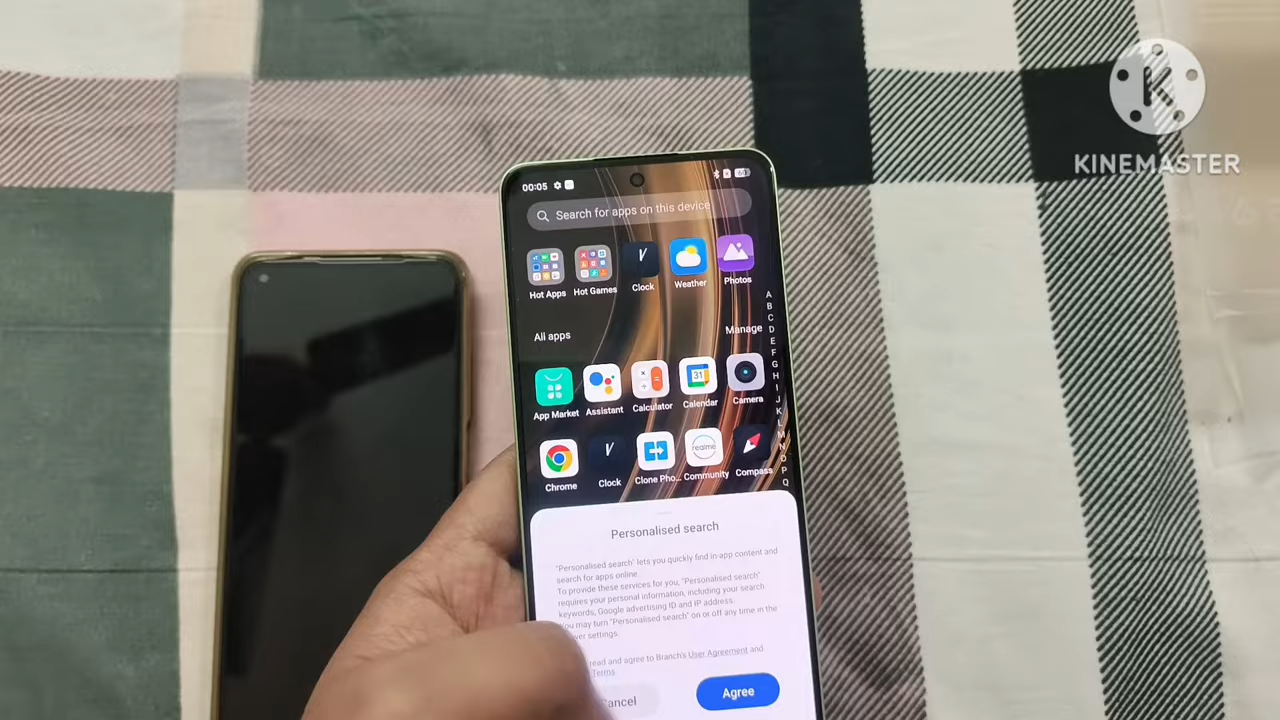 KINEMASTER
00:05
Search for apps on this device
Hot Apps
Hot Games
Clock
Weather
Photos
All apps
Manage
App Market
Assistant
Calculator
31
Calendar
Camera
Chrome
Clock
Clone Pho...
realme
Community
Compass
A
B
C
D
E
F
G
H
I
J
K
L
M
N
O
P
Q
Personalised search
"Personalised search" lets you quickly find in-app content and
search for apps online.
To provide these services for you, "Personalised search"
requires your personal information, including your search
keywords, Google advertising ID and IP address.
You may turn "Personalised search" on or off any time in the
settings.
read and agree to Branch's User Agreement and
Terms.
Cancel
Agree